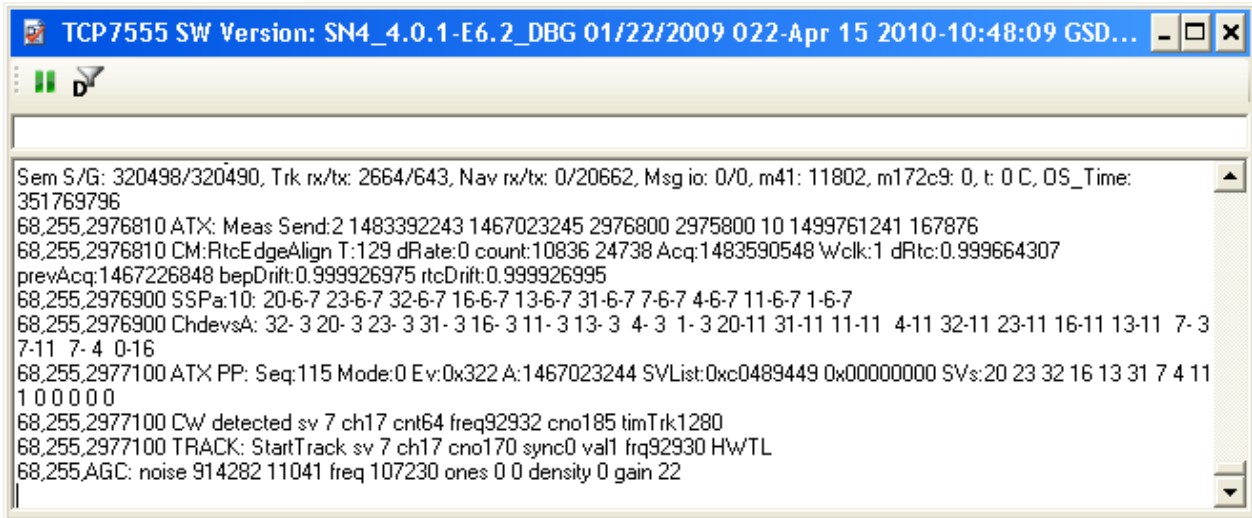 TCP7555 SW Version: SN4_4.0.1-E6.2_DBG 01/22/2009 022-Apr 15 2010-10:48:09 GSD...
D
Sem S/G: 320498/320490, Trk rx/tx: 2664/643, Nav rx/tx: 0/20662, Msg io: 0/0, m41: 11802, m172c9: 0, t: 0 C, OS_Time:
351769796
68,255,2976810 ATX: Meas Send:2 1483392243 1467023245 2976800 2975800 10 1499761241 167876
68,255,2976810 CM:RtcEdgeAlign T:129 dRate:0 count:10836 24738 Acq:1483590548 Wclk:1 dRtc:0.999664307
prevAcq:1467226848 bepDrift:0.999926975 rtcDrift:0.999926995
68,255,2976900 SSPa:10: 20-6-7 23-6-7 32-6-7 16-6-7 13-6-7 31-6-7 7-6-7 4-6-7 11-6-7 1-6-7
68,255,2976900 ChdevsA: 32- 3 20- 3 23- 3 31- 3 16- 3 11- 3 13- 3  4- 3  1- 3 20-11 31-11 11-11  4-11 32-11 23-11 16-11 13-11  7- 3
7-11  7- 4  0-16
68,255,2977100 ATX PP: Seq:115 Mode:0 Ev:0x322 A:1467023244 SVList:0xc0489449 0x00000000 SVs:20 23 32 16 13 31 7 4 11
1 0 0 0 0 0
68,255,2977100 CW detected sv 7 ch17 cnt64 freq92932 cno185 timTrk1280
68,255,2977100 TRACK: StartTrack sv 7 ch17 cno170 sync0 val1 frq92930 HWTL
68,255,AGC: noise 914282 11041 freq 107230 ones 0 0 density 0 gain 22